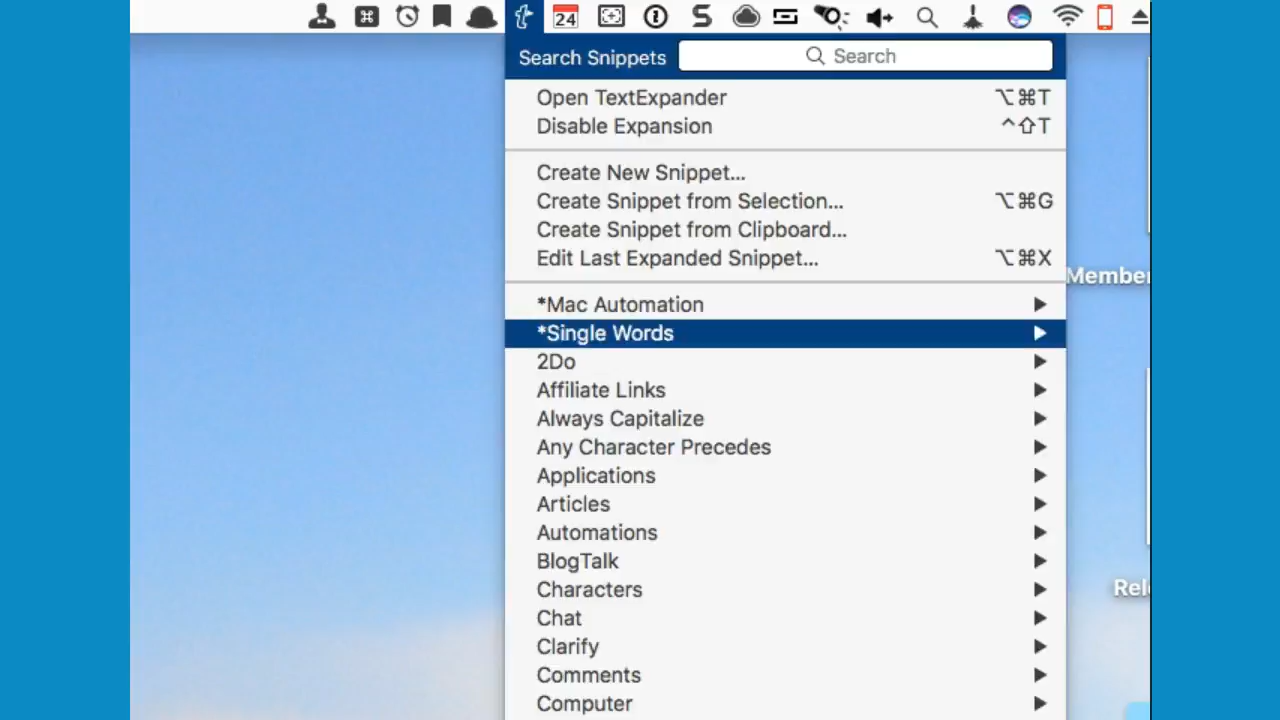 24
Search Snippets Search
Open TextExpander ⌥⌘T
Disable Expansion ^⇧T
Create New Snippet...
Create Snippet from Selection... ⌥⌘G
Create Snippet from Clipboard...
Edit Last Expanded Snippet... ⌥⌘X
*Mac Automation
*Single Words
2Do
Affiliate Links
Always Capitalize
Any Character Precedes
Applications
Articles
Automations
BlogTalk
Characters
Chat
Clarify
Comments
Computer
Member
Rel